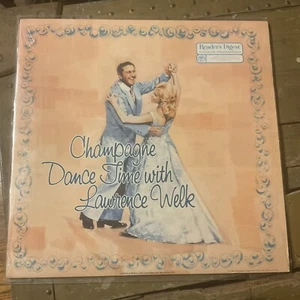 Reader's Digest
Champagne
Dance Time with
Lawrence Welk